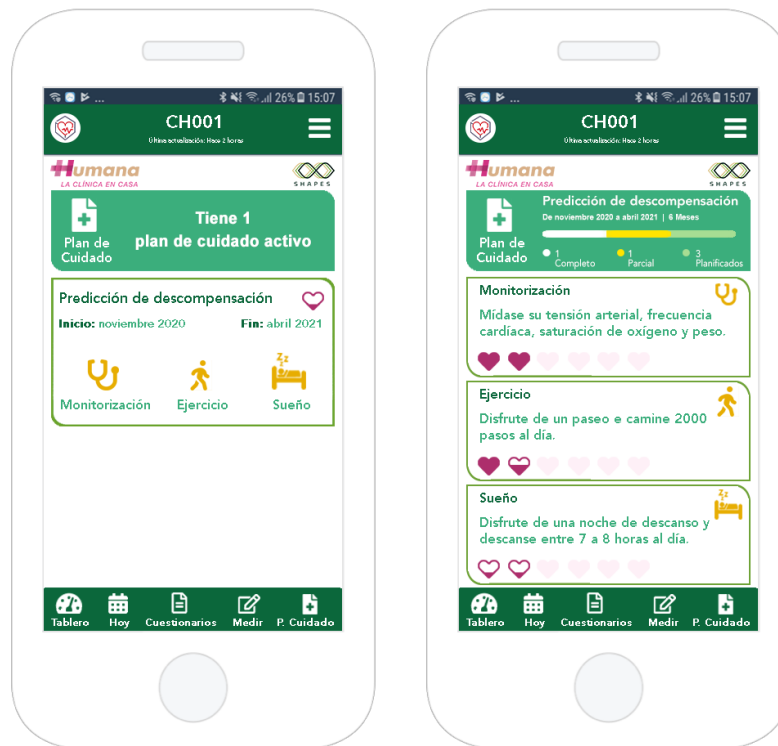 ... 26% 15:07
CH001
Última actualización: Hace 2 horas
Humana
LA CLÍNICA EN CASA
SHAPES
Plan de
Cuidado
Tiene 1
plan de cuidado activo
Predicción de descompensación
Inicio: noviembre 2020 Fin: abril 2021
Monitorización Ejercicio Sueño
Tablero Hoy Cuestionarios Medir P. Cuidado
... 26% 15:07
CH001
Última actualización: Hace 2 horas
Humana
LA CLÍNICA EN CASA
SHAPES
Plan de
Cuidado
Predicción de descompensación
De noviembre 2020 a abril 2021 | 6 Meses
1 Completo 1 Parcial 3 Planificados
Monitorización
Mídase su tensión arterial, frecuencia
cardíaca, saturación de oxígeno y peso.
Ejercicio
Disfrute de un paseo e camine 2000
pasos al día.
Sueño
Disfrute de una noche de descanso y
descanse entre 7 a 8 horas al día.
Tablero Hoy Cuestionarios Medir P. Cuidado